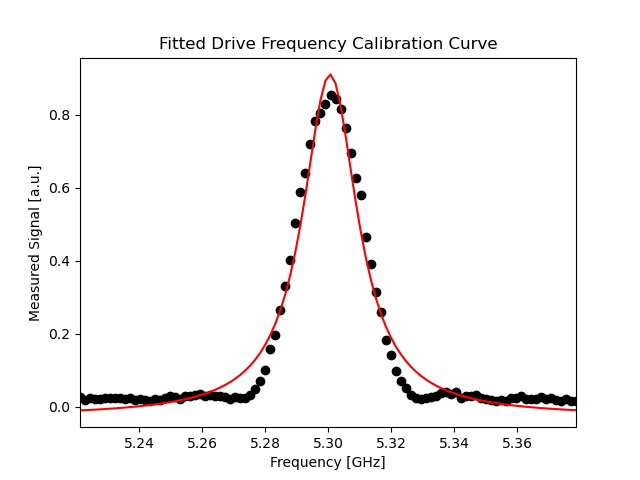 Fitted Drive Frequency Calibration Curve
Measured Signal [a.u.]
0.8
0.6
0.4
0.2
0.0
5.24 5.26 5.28 5.30 5.32 5.34 5.36
Frequency [GHz]